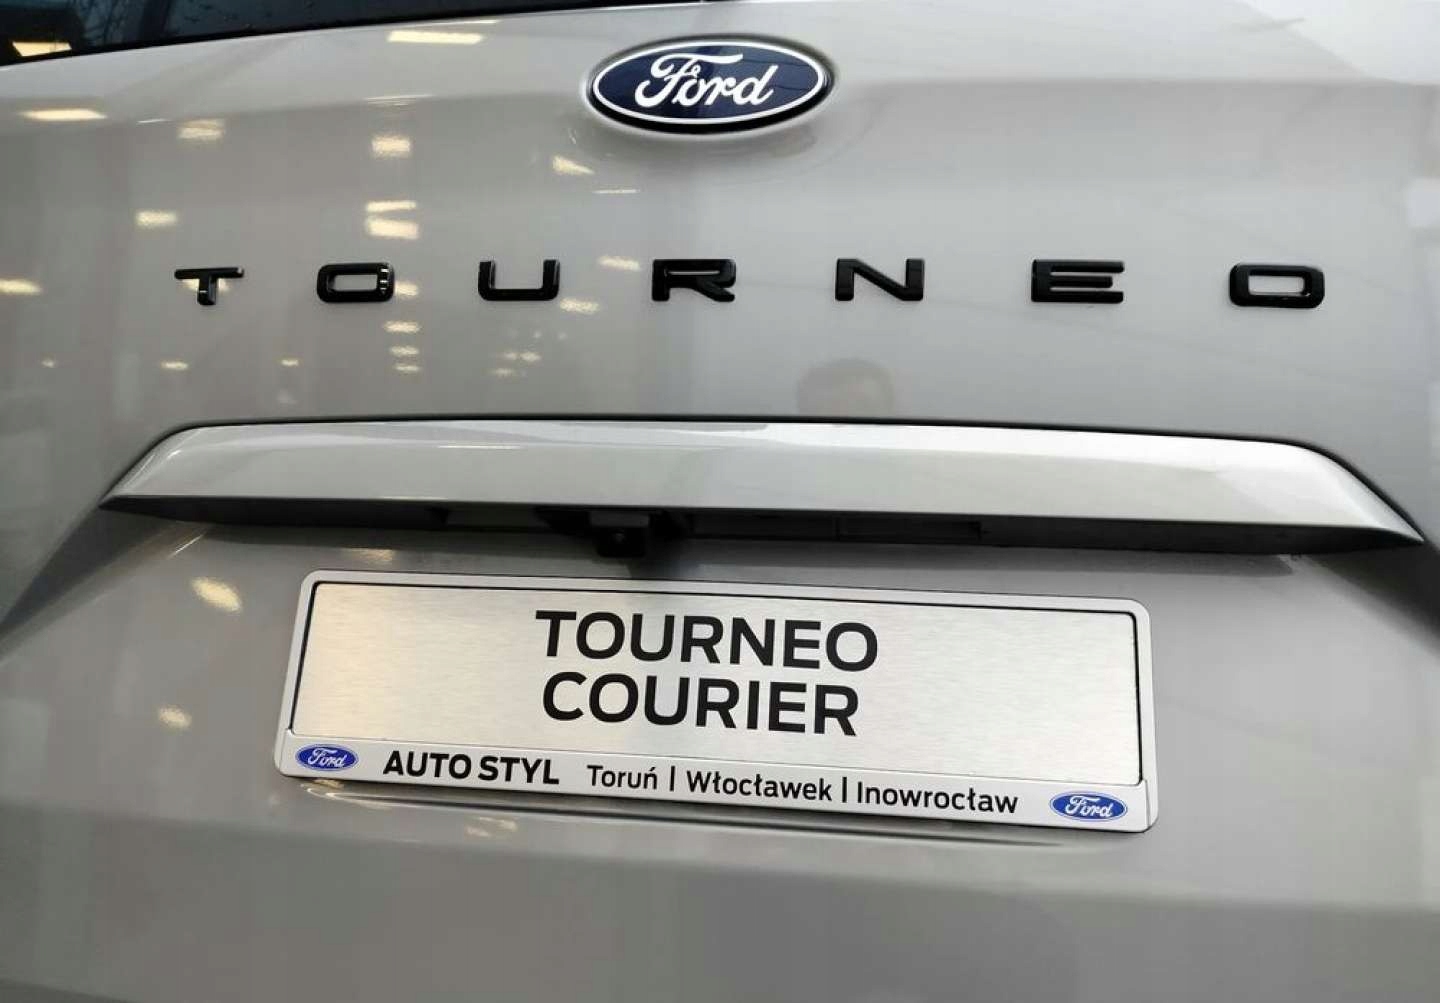 Ford
TOURNEO
TOURNEO
COURIER
Ford AUTO STYL Toruń | Włocławek | Inowrocław Ford